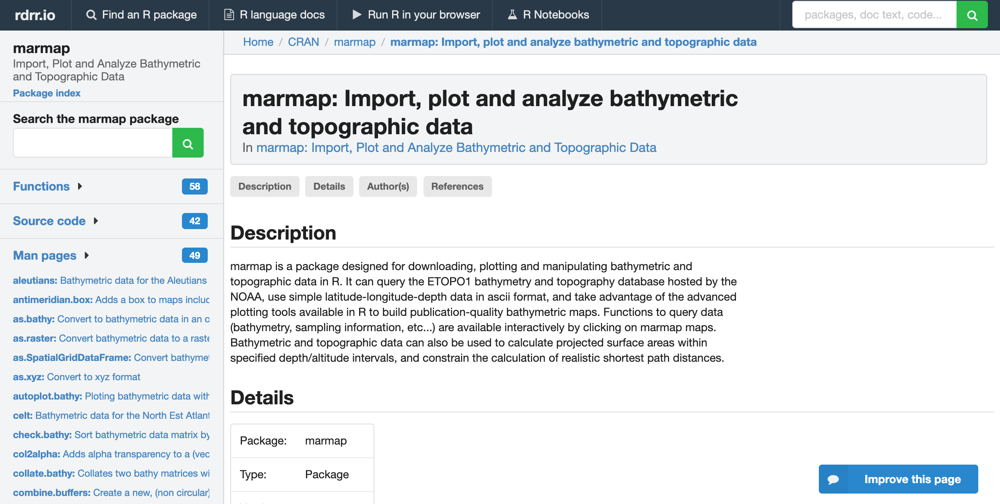 rdrr.io
Find an R package
R language docs
Run R in your browser
R Notebooks
packages, doc text, code...
marmap
Import, Plot and Analyze Bathymetric
and Topographic Data
Package index
Search the marmap package
Functions
58
Source code
42
Man pages
49
aleutians: Bathymetric data for the Aleutians
antimeridian.box: Adds a box to maps includ
as.bathy: Convert to bathymetric data in an o
as.raster: Convert bathymetric data to a raste
as.SpatialGridDataFrame: Convert bathymet
as.xyz: Convert to xyz format
autoplot.bathy: Ploting bathymetric data with
celt: Bathymetric data for the North Est Atlant
check.bathy: Sort bathymetric data matrix by
col2alpha: Adds alpha transparency to a (vec
collate.bathy: Collates two bathy matrices wi
combine.buffers: Create a new, (non circular)
Home / CRAN / marmap / marmap: Import, plot and analyze bathymetric and topographic data
marmap: Import, plot and analyze bathymetric
and topographic data
In marmap: Import, Plot and Analyze Bathymetric and Topographic Data
Description
Details
Author(s)
References
Description
marmap is a package designed for downloading, plotting and manipulating bathymetric and
topographic data in R. It can query the ETOPO1 bathymetry and topography database hosted by the
NOAA, use simple latitude-longitude-depth data in ascii format, and take advantage of the advanced
plotting tools available in R to build publication-quality bathymetric maps. Functions to query data
(bathymetry, sampling information, etc...) are available interactively by clicking on marmap maps.
Bathymetric and topographic data can also be used to calculate projected surface areas within
specified depth/altitude intervals, and constrain the calculation of realistic shortest path distances.
Details
Package: marmap
Type: Package
Improve this page